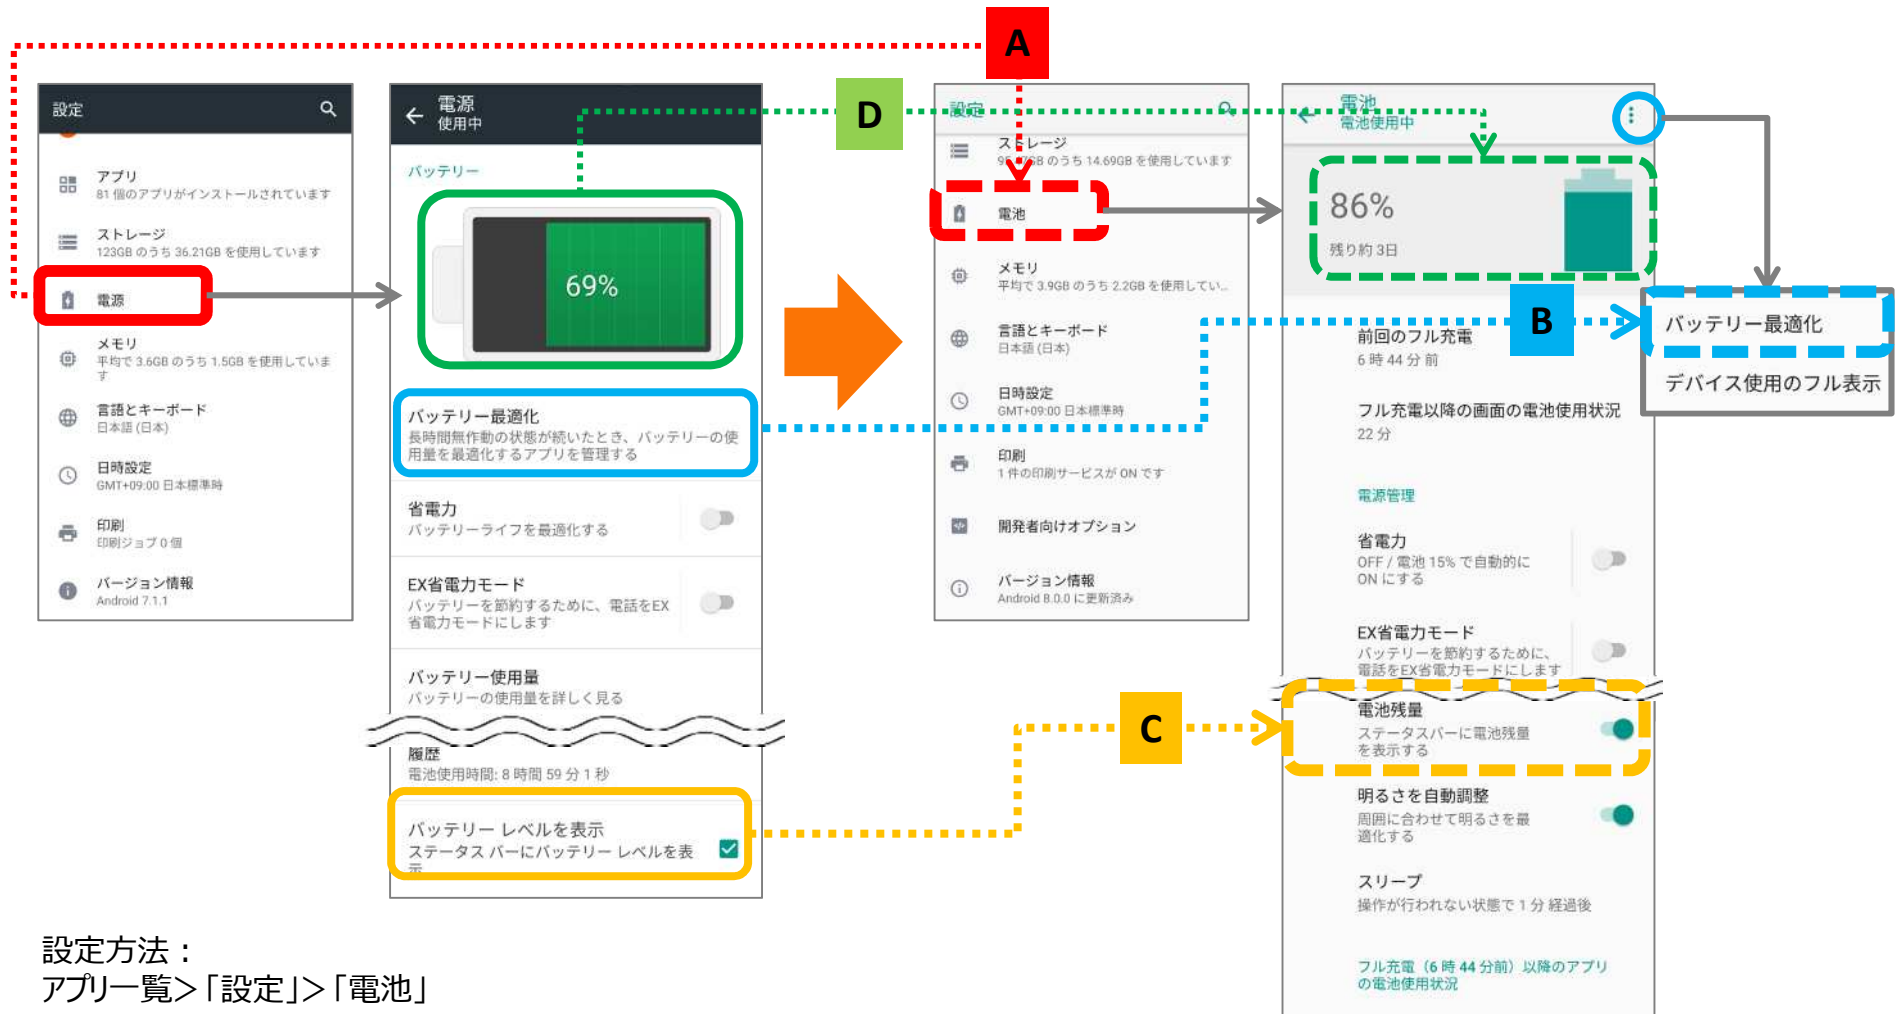 A
設定
アプリ
81 個のアプリがインストールされています
ストレージ
123GB のうち 36.21GB を使用しています
電源
メモリ
平均で 3.6GB のうち 1.5GB を使用していま
す
言語とキーボード
日本語 (日本)
日時設定
GMT+09:00 日本標準時
印刷
印刷ジョブ 0 個
バージョン情報
Android 7.1.1
電源
使用中
バッテリー
69%
バッテリー最適化
長時間無作動の状態が続いたとき、バッテリーの使
用量を最適化するアプリを管理する
省電力
バッテリーライフを最適化する
EX省電力モード
バッテリーを節約するために、電話をEX
省電力モードにします
バッテリー使用量
バッテリーの使用量を詳しく見る
履歴
電池使用時間: 8 時間 59 分 1 秒
バッテリー レベルを表示
ステータス バーにバッテリー レベルを表
示
D
設定
ストレージ
GB のうち 14.69GB を使用しています
電池
メモリ
平均で 3.9GB のうち 2.2GB を使用してい...
言語とキーボード
日本語 (日本)
日時設定
GMT+09:00 日本標準時
印刷
1 件の印刷サービスが ON です
開発者向けオプション
バージョン情報
Android 8.0.0 に更新済み
C
電池
電池使用中
86%
残り約 3日
B
前回のフル充電
6 時 44 分 前
フル充電以降の画面の電池使用状況
22 分
電源管理
省電力
OFF / 電池 15% で自動的に
ON にする
EX省電力モード
バッテリーを節約するために、
電話をEX省電力モードにします
電池残量
ステータスバーに電池残量
を表示する
明るさを自動調整
周囲に合わせて明るさを最
適化する
スリープ
操作が行われない状態で 1 分 経過後
フル充電（6 時 44 分前）以降のアプリ
の電池使用状況
バッテリー最適化
デバイス使用のフル表示
設定方法：
アプリ一覧＞「設定」＞「電池」